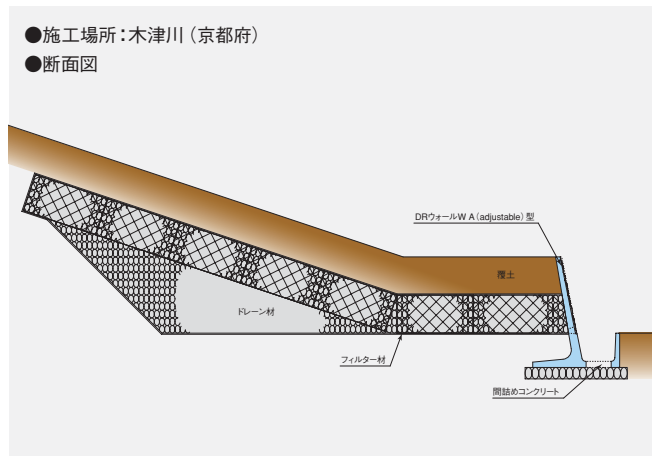 ●施工場所：木津川（京都府）
●断面図
DRウォールW A（adjustable）型
覆土
ドレーン材
フィルター材
間詰めコンクリート